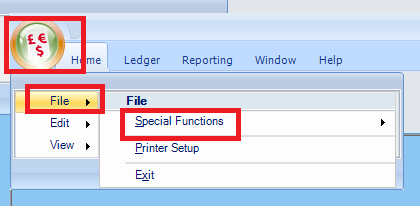 £ €
$
Home Ledger Reporting Window Help
File File
Special Functions
Edit
Printer Setup
View
Exit